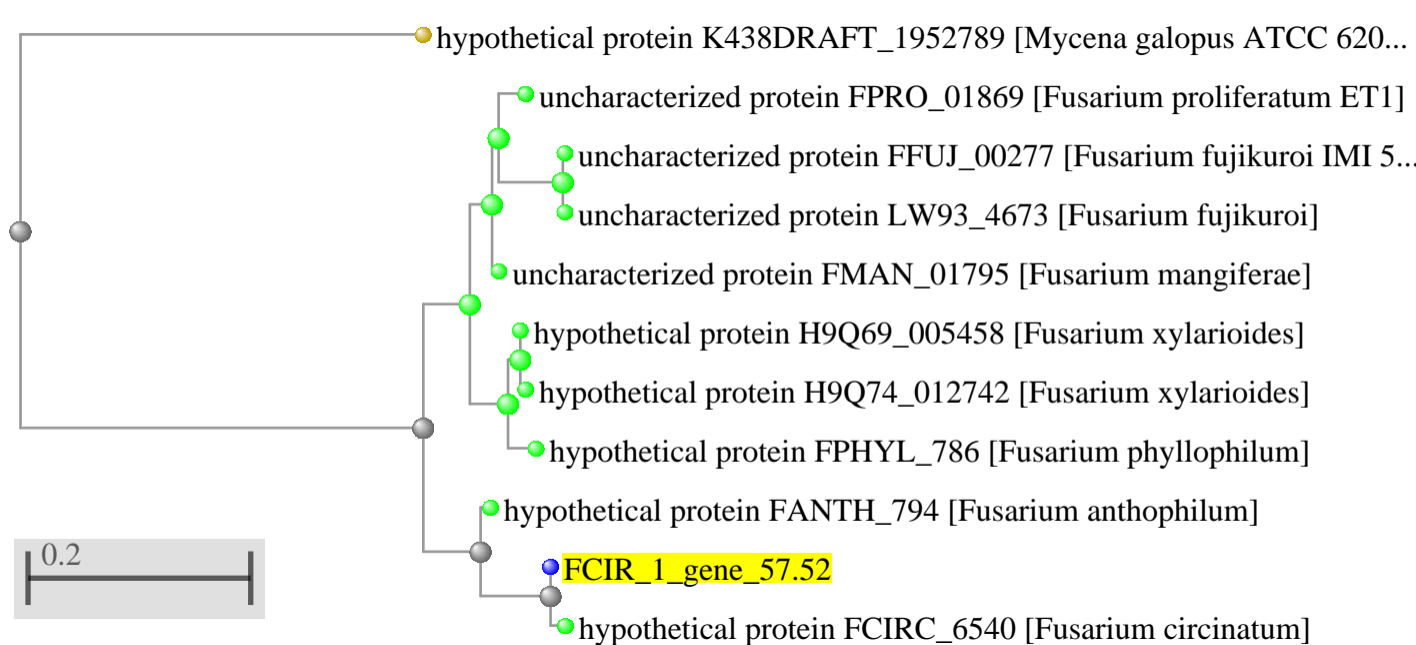 hypothetical protein K438DRAFT_1952789 [Mycena galopus ATCC 620...
uncharacterized protein FPRO_01869 [Fusarium proliferatum ET1]
uncharacterized protein FFUJ_00277 [Fusarium fujikuroi IMI 5...
uncharacterized protein LW93_4673 [Fusarium fujikuroi]
uncharacterized protein FMAN_01795 [Fusarium mangiferae]
hypothetical protein H9Q69_005458 [Fusarium xylarioides]
hypothetical protein H9Q74_012742 [Fusarium xylarioides]
hypothetical protein FPHYL_786 [Fusarium phyllophilum]
hypothetical protein FANTH_794 [Fusarium anthophilum]
0.2
FCIR_1_gene_57.52
hypothetical protein FCIRC_6540 [Fusarium circinatum]